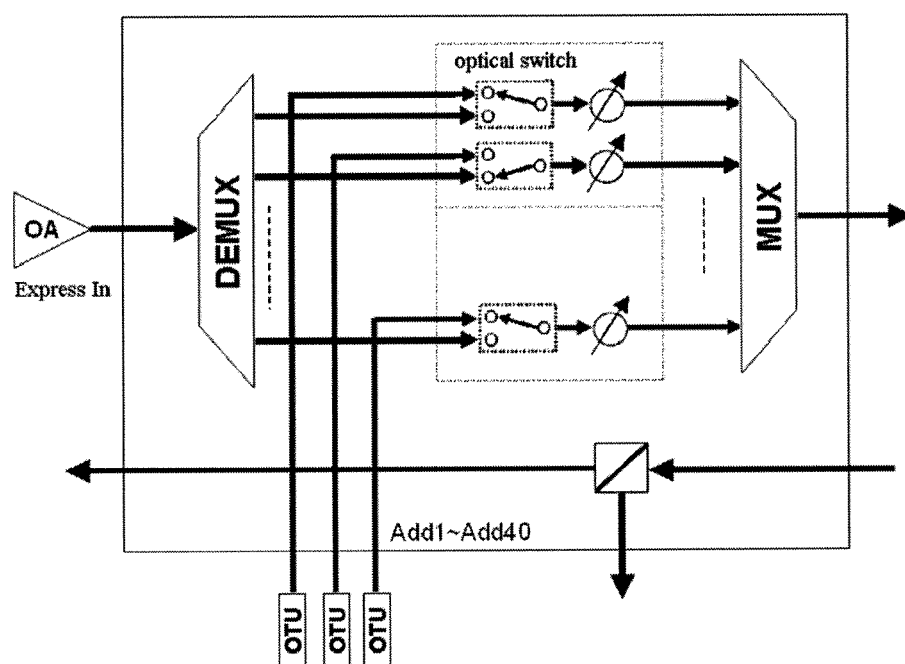 optical switch
OA
Express In
DEMUX
MUX
Add1~Add40
OTU
OTU
OTU